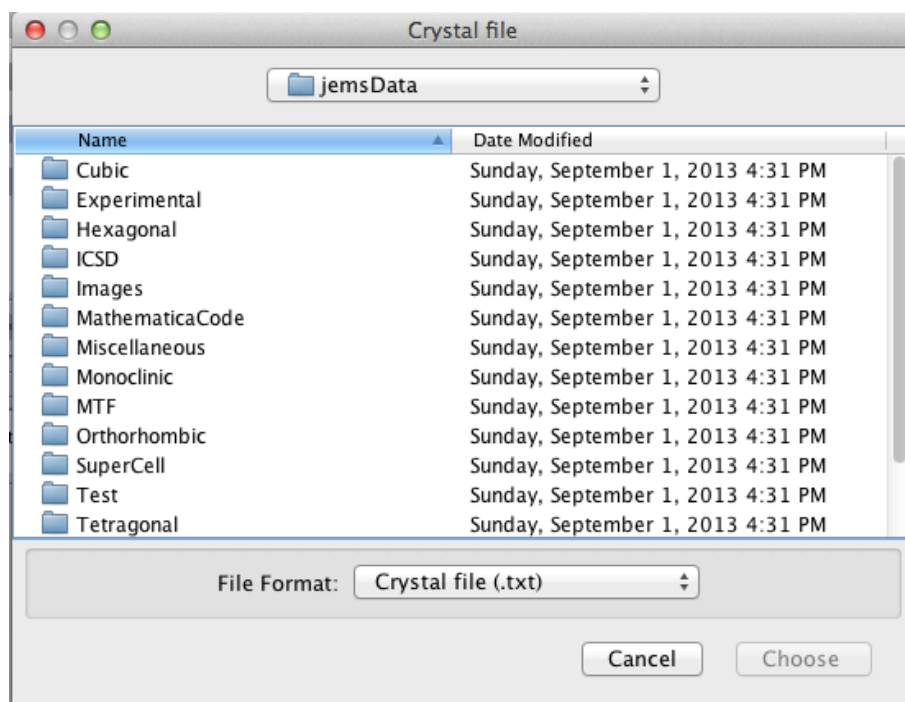 Crystal file
jemsData
Name Date Modified
Cubic Sunday, September 1, 2013 4:31 PM
Experimental Sunday, September 1, 2013 4:31 PM
Hexagonal Sunday, September 1, 2013 4:31 PM
ICSD Sunday, September 1, 2013 4:31 PM
Images Sunday, September 1, 2013 4:31 PM
MathematicaCode Sunday, September 1, 2013 4:31 PM
Miscellaneous Sunday, September 1, 2013 4:31 PM
Monoclinic Sunday, September 1, 2013 4:31 PM
MTF Sunday, September 1, 2013 4:31 PM
Orthorhombic Sunday, September 1, 2013 4:31 PM
SuperCell Sunday, September 1, 2013 4:31 PM
Test Sunday, September 1, 2013 4:31 PM
Tetragonal Sunday, September 1, 2013 4:31 PM
File Format: Crystal file (.txt)
Cancel Choose